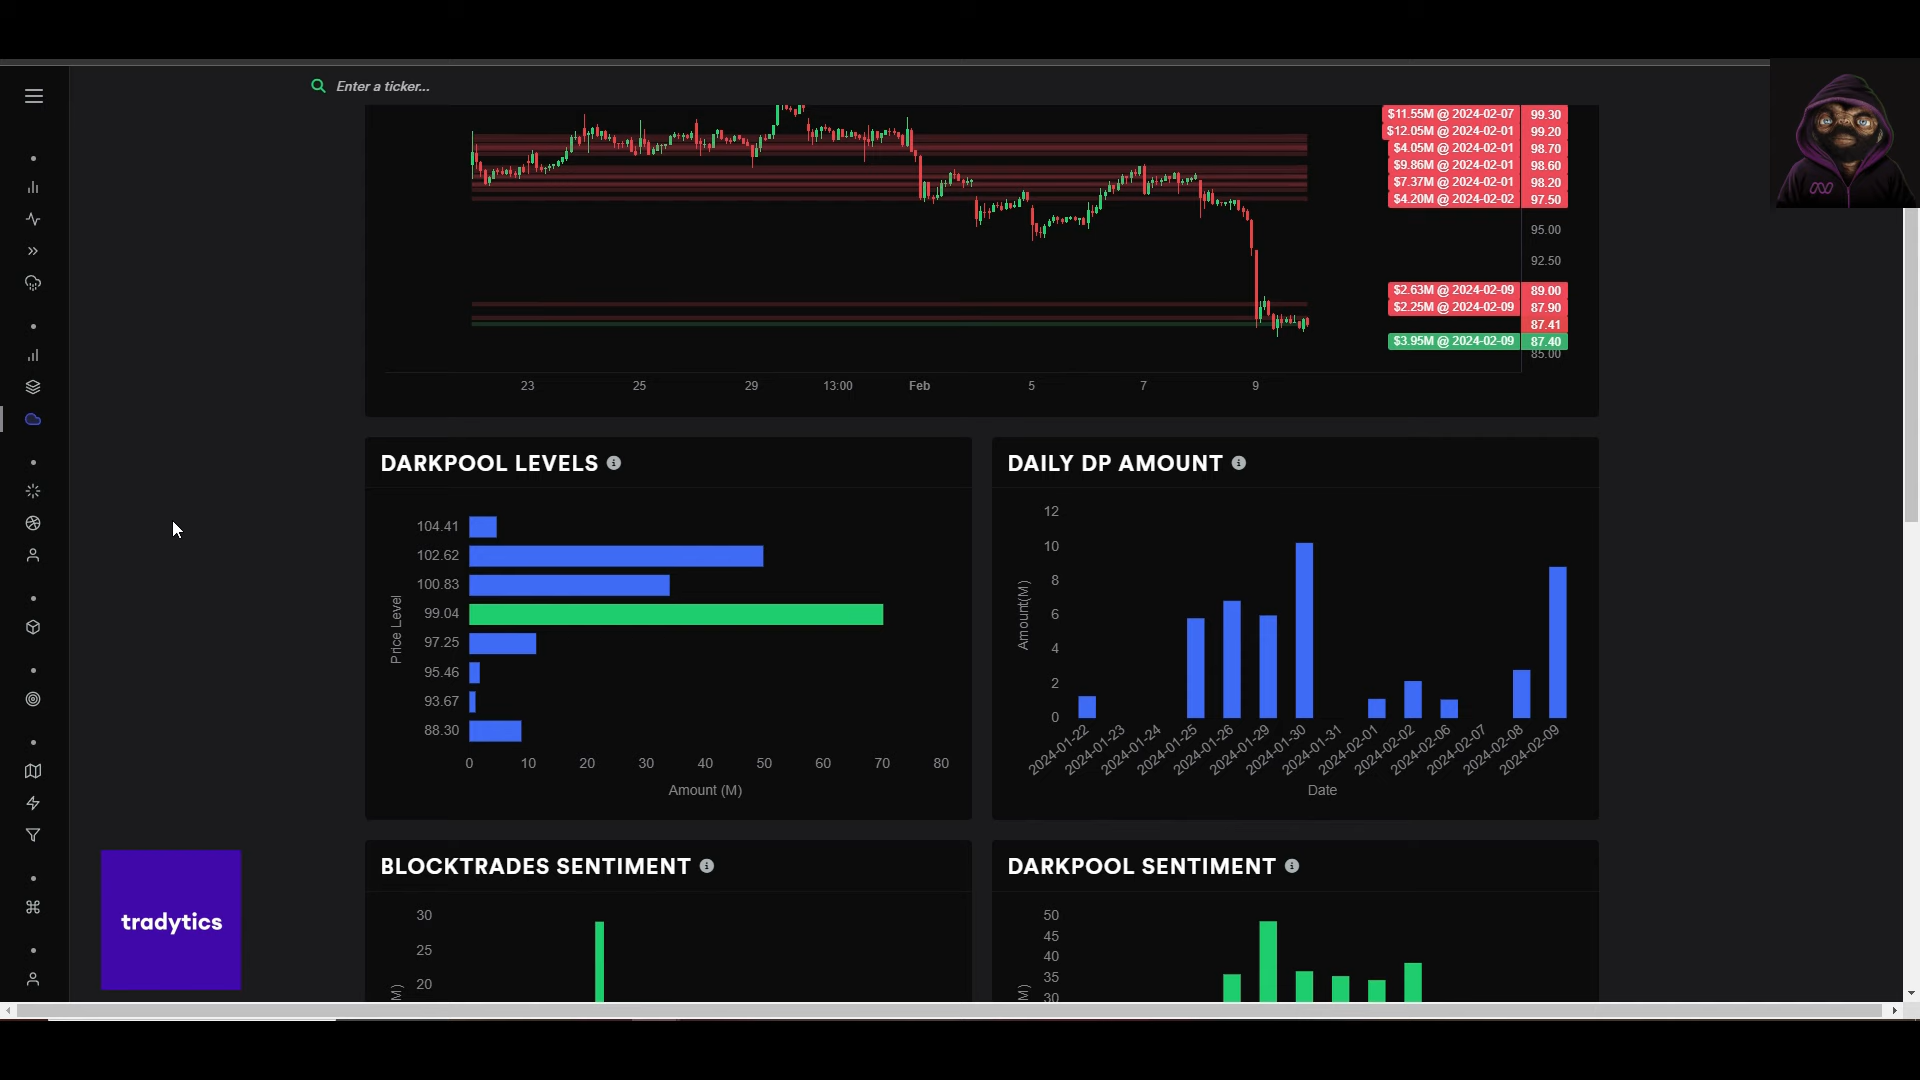 Enter a ticker...
$11.55M @ 2024-02-07 99.30
$12.05M @ 2024-02-01 99.20
$4.05M @ 2024-02-01 98.70
$9.86M @ 2024-02-01 98.60
$7.37M @ 2024-02-01 98.20
$4.20M @ 2024-02-02 97.50
95.00
92.50
$2.63M @ 2024-02-09 89.00
$2.25M @ 2024-02-09 87.90
87.41
$3.95M @ 2024-02-09 87.40
85.00
23 25 29 13:00 Feb 5 7 9
DARKPOOL LEVELS
Price Level
104.41
102.62
100.83
99.04
97.25
95.46
93.67
88.30
0 10 20 30 40 50 60 70 80
Amount (M)
DAILY DP AMOUNT
Amount(M)
12
10
8
6
4
2
0
2024-01-22 2024-01-23 2024-01-24 2024-01-25 2024-01-26 2024-01-29 2024-01-30 2024-01-31 2024-02-01 2024-02-02 2024-02-06 2024-02-07 2024-02-08 2024-02-09
Date
BLOCKTRADES SENTIMENT
30
25
20
M)
DARKPOOL SENTIMENT
50
45
40
35
30
M)
tradytics